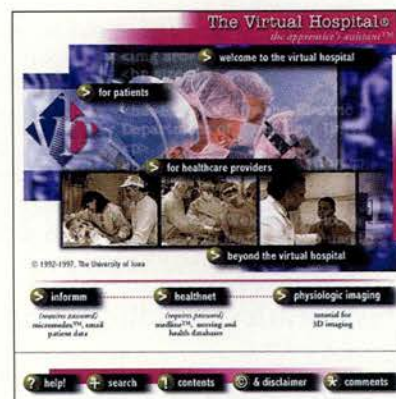 The Virtual Hospital®
the apprentice's assistant™
welcome to the virtual hospital
for patients
for healthcare providers
beyond the virtual hospital
© 1992-1997, The University of Iowa
informm
healthnet
physiologic imaging
(requires password)
micromedex™, email
patient data
(requires password)
medline™, nursing and
health databases
tutorial for
3D imaging
? help!
+ search
! contents
© & disclaimer
* comments